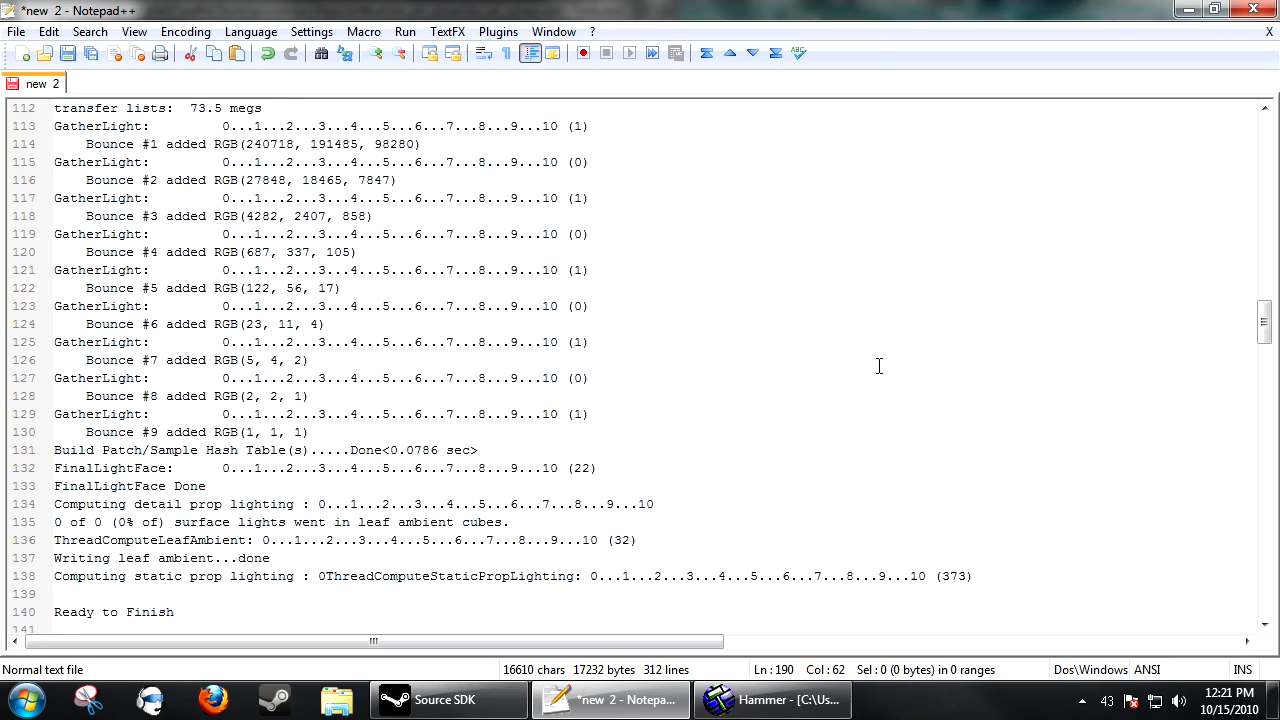 *new  2 - Notepad++
File Edit Search View Encoding Language Settings Macro Run TextFX Plugins Window ? X
new  2
112 transfer lists:  73.5 megs
113 GatherLight:         0...1...2...3...4...5...6...7...8...9...10 (1)
114     Bounce #1 added RGB(240718, 191485, 98280)
115 GatherLight:         0...1...2...3...4...5...6...7...8...9...10 (0)
116     Bounce #2 added RGB(27848, 18465, 7847)
117 GatherLight:         0...1...2...3...4...5...6...7...8...9...10 (1)
118     Bounce #3 added RGB(4282, 2407, 858)
119 GatherLight:         0...1...2...3...4...5...6...7...8...9...10 (0)
120     Bounce #4 added RGB(687, 337, 105)
121 GatherLight:         0...1...2...3...4...5...6...7...8...9...10 (1)
122     Bounce #5 added RGB(122, 56, 17)
123 GatherLight:         0...1...2...3...4...5...6...7...8...9...10 (0)
124     Bounce #6 added RGB(23, 11, 4)
125 GatherLight:         0...1...2...3...4...5...6...7...8...9...10 (1)
126     Bounce #7 added RGB(5, 4, 2)
127 GatherLight:         0...1...2...3...4...5...6...7...8...9...10 (0)
128     Bounce #8 added RGB(2, 2, 1)
129 GatherLight:         0...1...2...3...4...5...6...7...8...9...10 (1)
130     Bounce #9 added RGB(1, 1, 1)
131 Build Patch/Sample Hash Table(s).....Done<0.0786 sec>
132 FinalLightFace:      0...1...2...3...4...5...6...7...8...9...10 (22)
133 FinalLightFace Done
134 Computing detail prop lighting : 0...1...2...3...4...5...6...7...8...9...10
135 0 of 0 (0% of) surface lights went in leaf ambient cubes.
136 ThreadComputeLeafAmbient: 0...1...2...3...4...5...6...7...8...9...10 (32)
137 Writing leaf ambient...done
138 Computing static prop lighting : 0ThreadComputeStaticPropLighting: 0...1...2...3...4...5...6...7...8...9...10 (373)
139
140 Ready to Finish
141
Normal text file 16610 chars   17232 bytes   312 lines Ln : 190    Col : 62    Sel : 0 (0 bytes) in 0 ranges Dos\Windows ANSI INS
Source SDK *new  2 - Notepa... Hammer - [C:\Us... 43 12:21 PM
10/15/2010